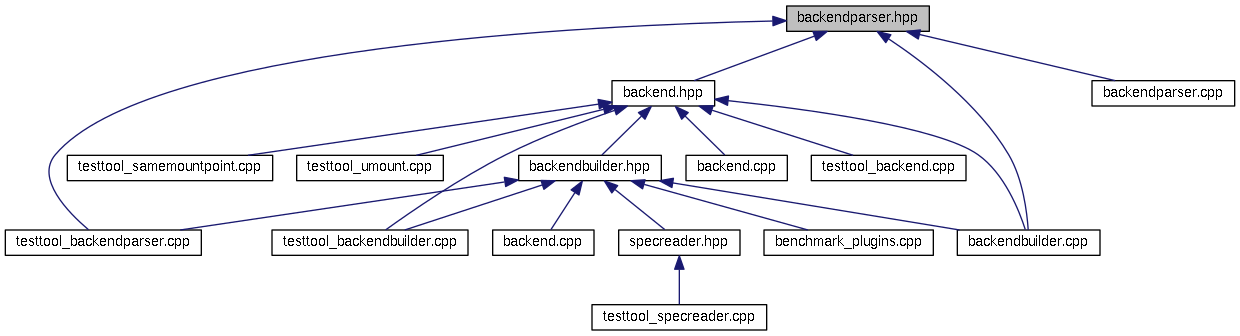 backendparser.hpp
backend.hpp
backendparser.cpp
testtool_samemountpoint.cpp
testtool_umount.cpp
backendbuilder.hpp
backend.cpp
testtool_backend.cpp
testtool_backendparser.cpp
testtool_backendbuilder.cpp
backend.cpp
specreader.hpp
benchmark_plugins.cpp
backendbuilder.cpp
testtool_specreader.cpp